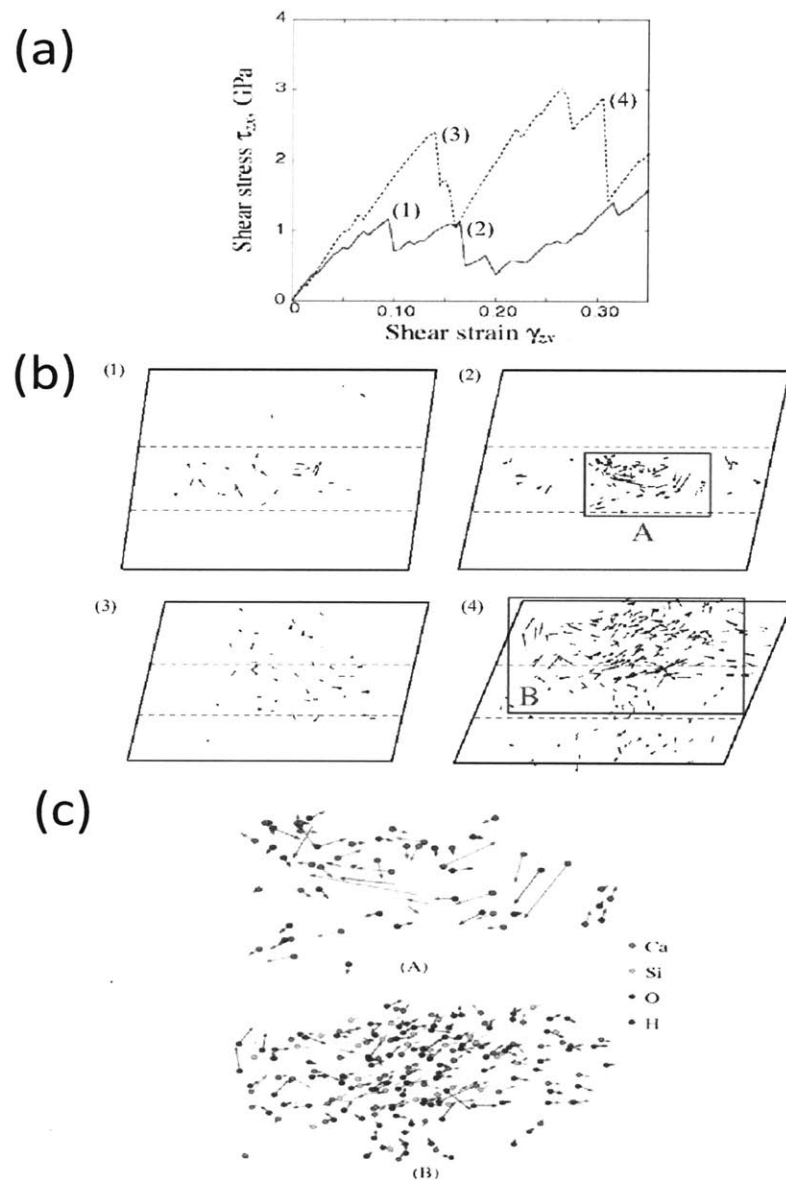 (a)
4
3
2
1
0
Shear stress τzx, GPa
(3)
(4)
(1)
(2)
0 0.10 0.20 0.30
Shear strain γzx
(b)
(1)
(2)
A
(3)
(4)
B
(c)
(A)
Ca
Si
O
H
(B)